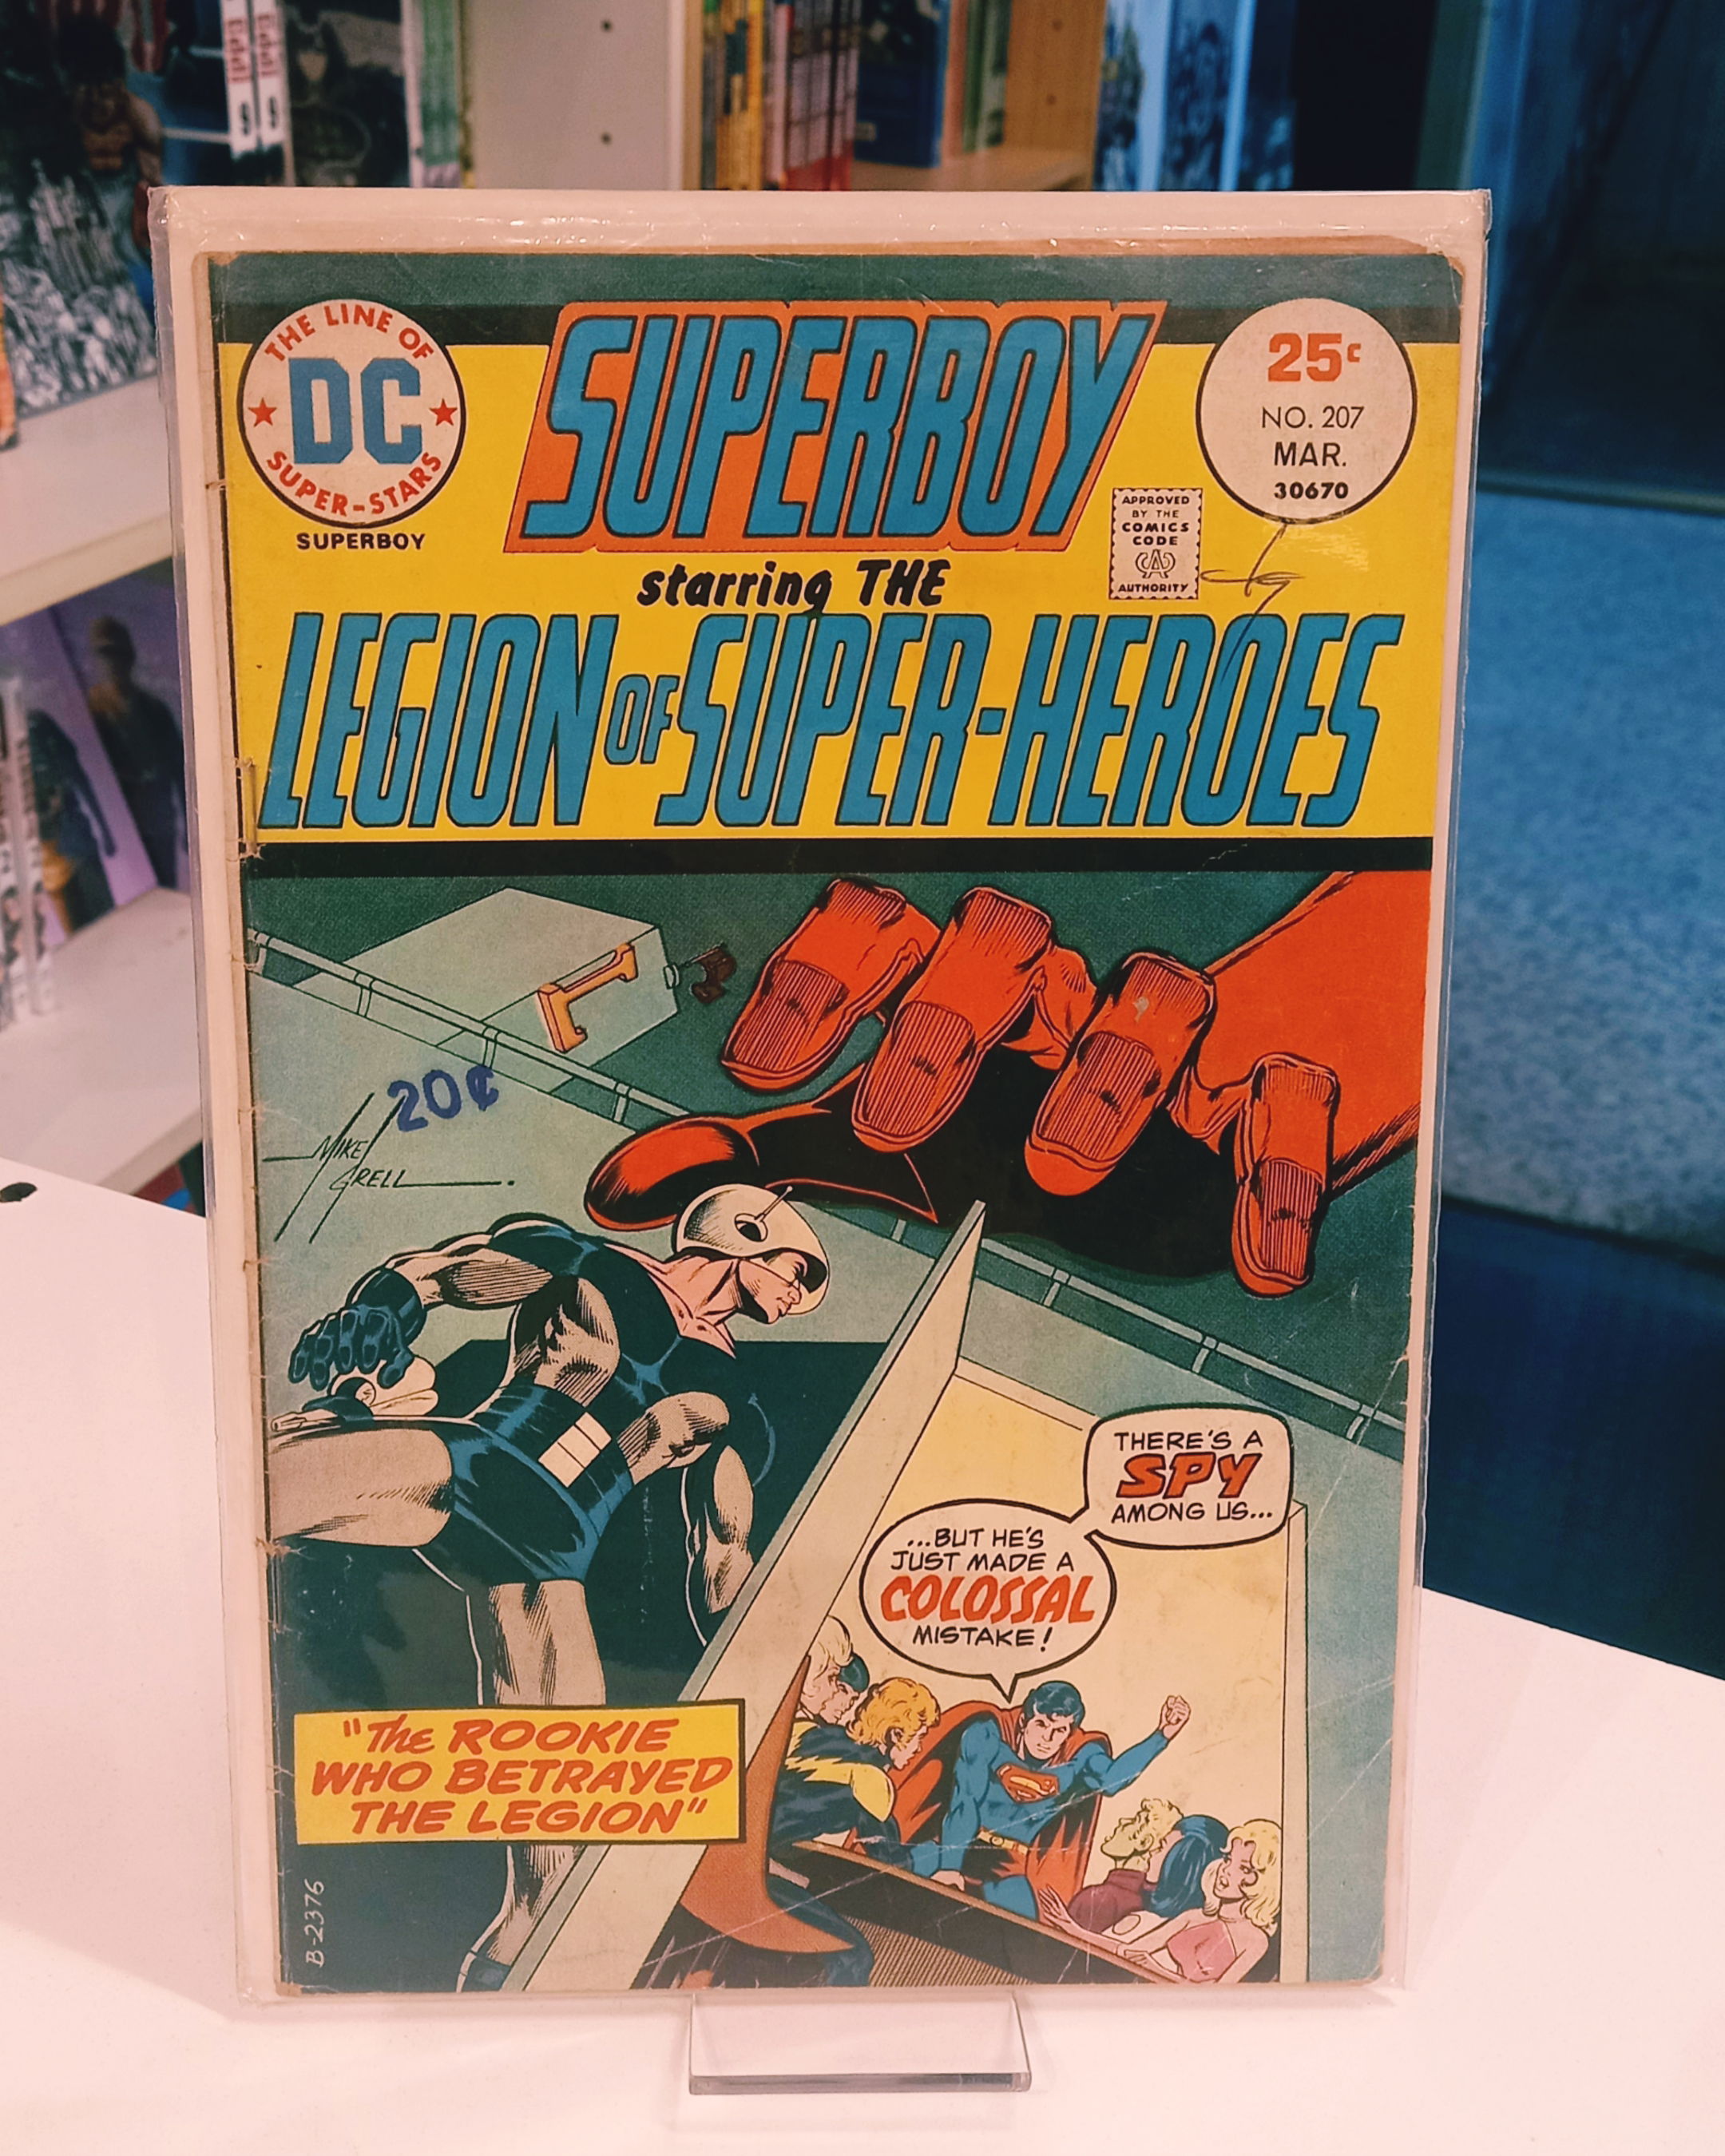 THE LINE OF
DC
SUPER-STARS
SUPERBOY
SUPERBOY
25¢
NO. 207
MAR.
30670
APPROVED
BY THE
COMICS
CODE
CA
AUTHORITY
starring THE
LEGION OF SUPER-HEROES
20¢
MIKE
GRELL
THERE'S A
SPY
AMONG US...
...BUT HE'S
JUST MADE A
COLOSSAL
MISTAKE!
"The ROOKIE
WHO BETRAYED
THE LEGION"
B-2376